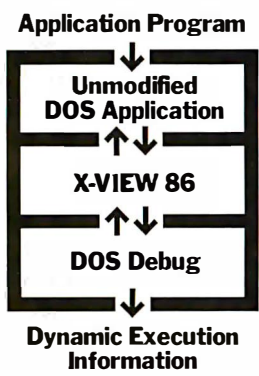 Application Program
Unmodified
DOS Application
X-VIEW 86
DOS Debug
Dynamic Execution
Information